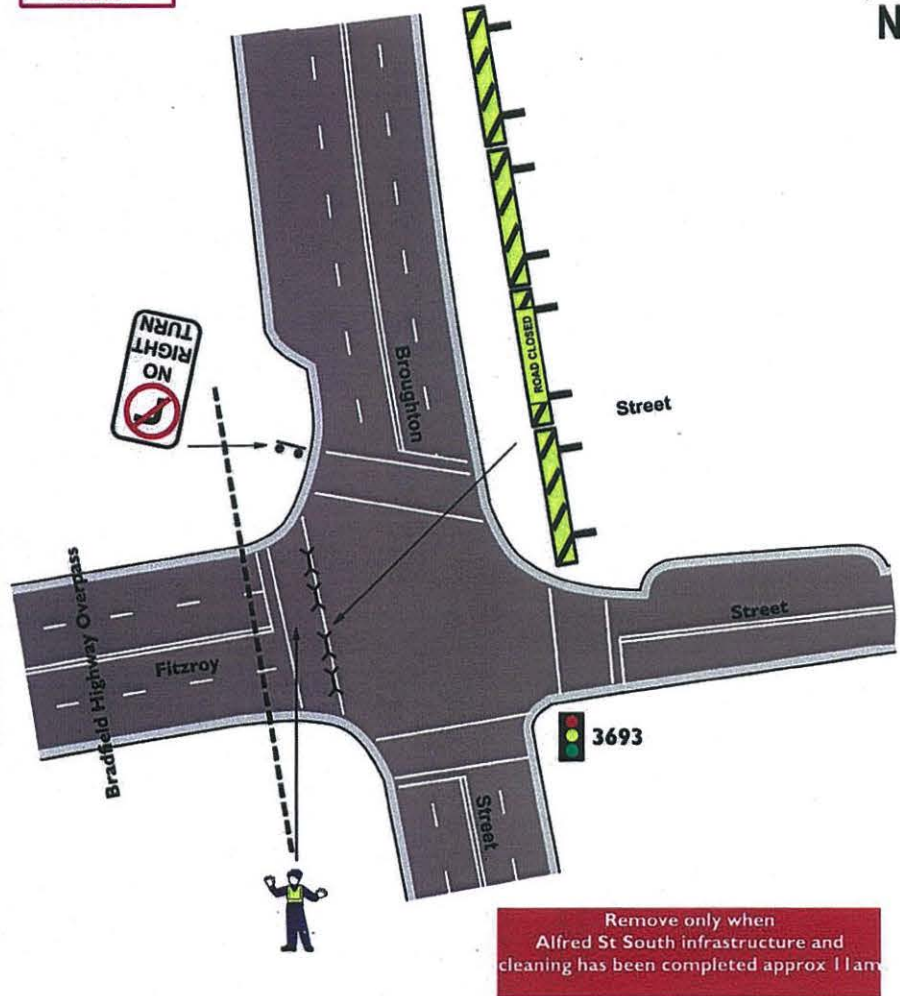 N
NO
RIGHT
TURN
Broughton
ROAD CLOSED
Street
Street
Bradfield Highway Overpass
Fitzroy
3693
Street
Remove only when
Alfred St South infrastructure and
cleaning has been completed approx 11am